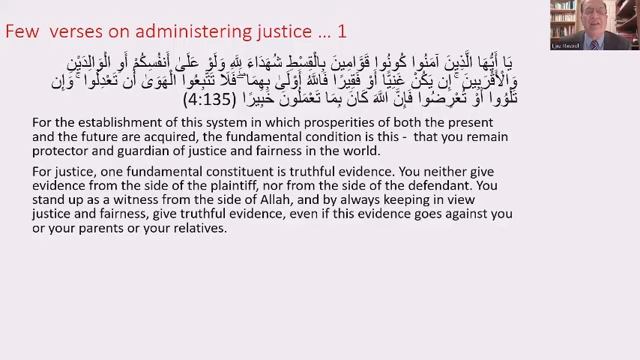 Few verses on administering justice … 1
يَا أَيُّهَا الَّذِينَ آمَنُوا كُونُوا قَوَّامِينَ بِالْقِسْطِ شُهَدَاءَ لِلَّهِ وَلَوْ عَلَىٰ أَنفُسِكُمْ أَوِ الْوَالِدَيْنِ
وَالْأَقْرَبِينَ ۚ إِن يَكُنْ غَنِيًّا أَوْ فَقِيرًا فَاللَّهُ أَوْلَىٰ بِهِمَا ۖ فَلَا تَتَّبِعُوا الْهَوَىٰ أَن تَعْدِلُوا ۚ وَإِن
تَلْوُوا أَوْ تُعْرِضُوا فَإِنَّ اللَّهَ كَانَ بِمَا تَعْمَلُونَ خَبِيرًا (4:135)
For the establishment of this system in which prosperities of both the present
and the future are acquired, the fundamental condition is this - that you remain
protector and guardian of justice and fairness in the world.
For justice, one fundamental constituent is truthful evidence. You neither give
evidence from the side of the plaintiff, nor from the side of the defendant. You
stand up as a witness from the side of Allah, and by always keeping in view
justice and fairness, give truthful evidence, even if this evidence goes against you
or your parents or your relatives.